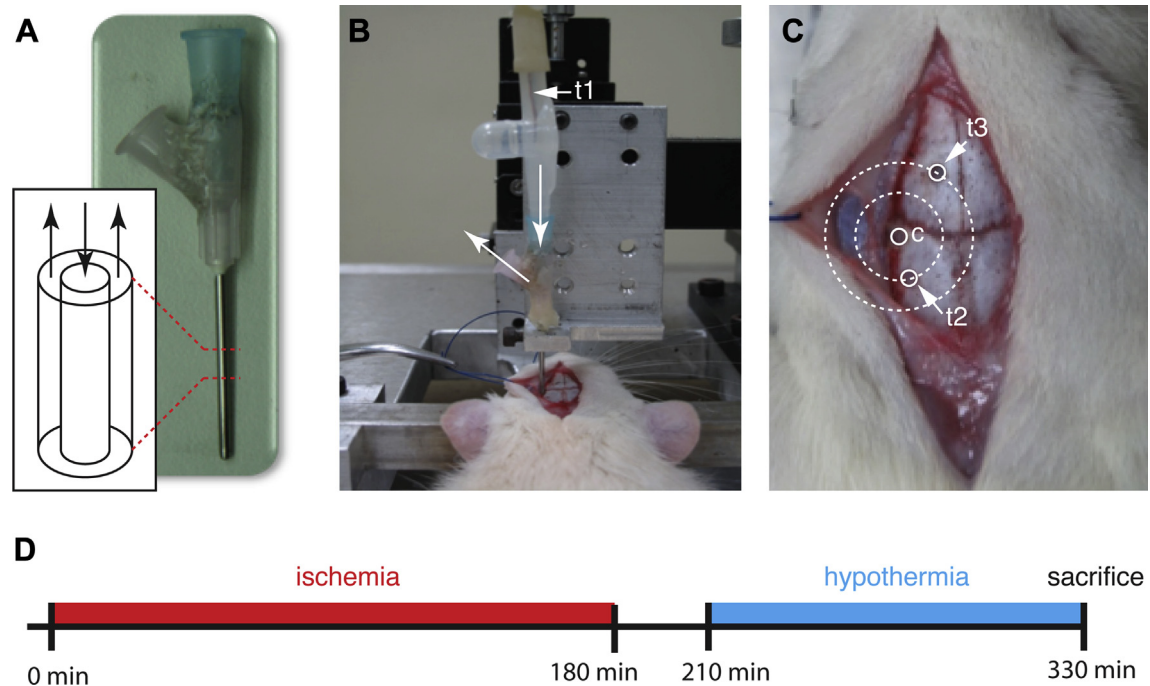 A
B
C
t1
t3
c
t2
D
ischemia
hypothermia
sacrifice
0 min
180 min
210 min
330 min